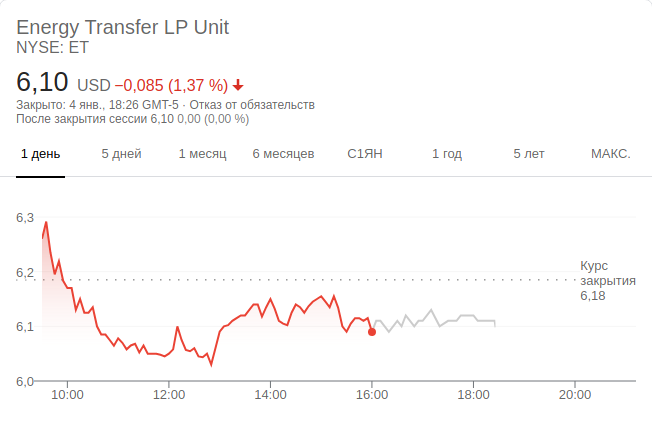 Energy Transfer LP Unit
NYSE: ET
6,10 USD −0,085 (1,37 %)
Закрыто: 4 янв., 18:26 GMT-5 · Отказ от обязательств
После закрытия сессии 6,10 0,00 (0,00 %)
1 день 5 дней 1 месяц 6 месяцев С1ЯН 1 год 5 лет МАКС.
6,3
6,2
6,1
6,0
Курс
закрытия
6,18
10:00 12:00 14:00 16:00 18:00 20:00